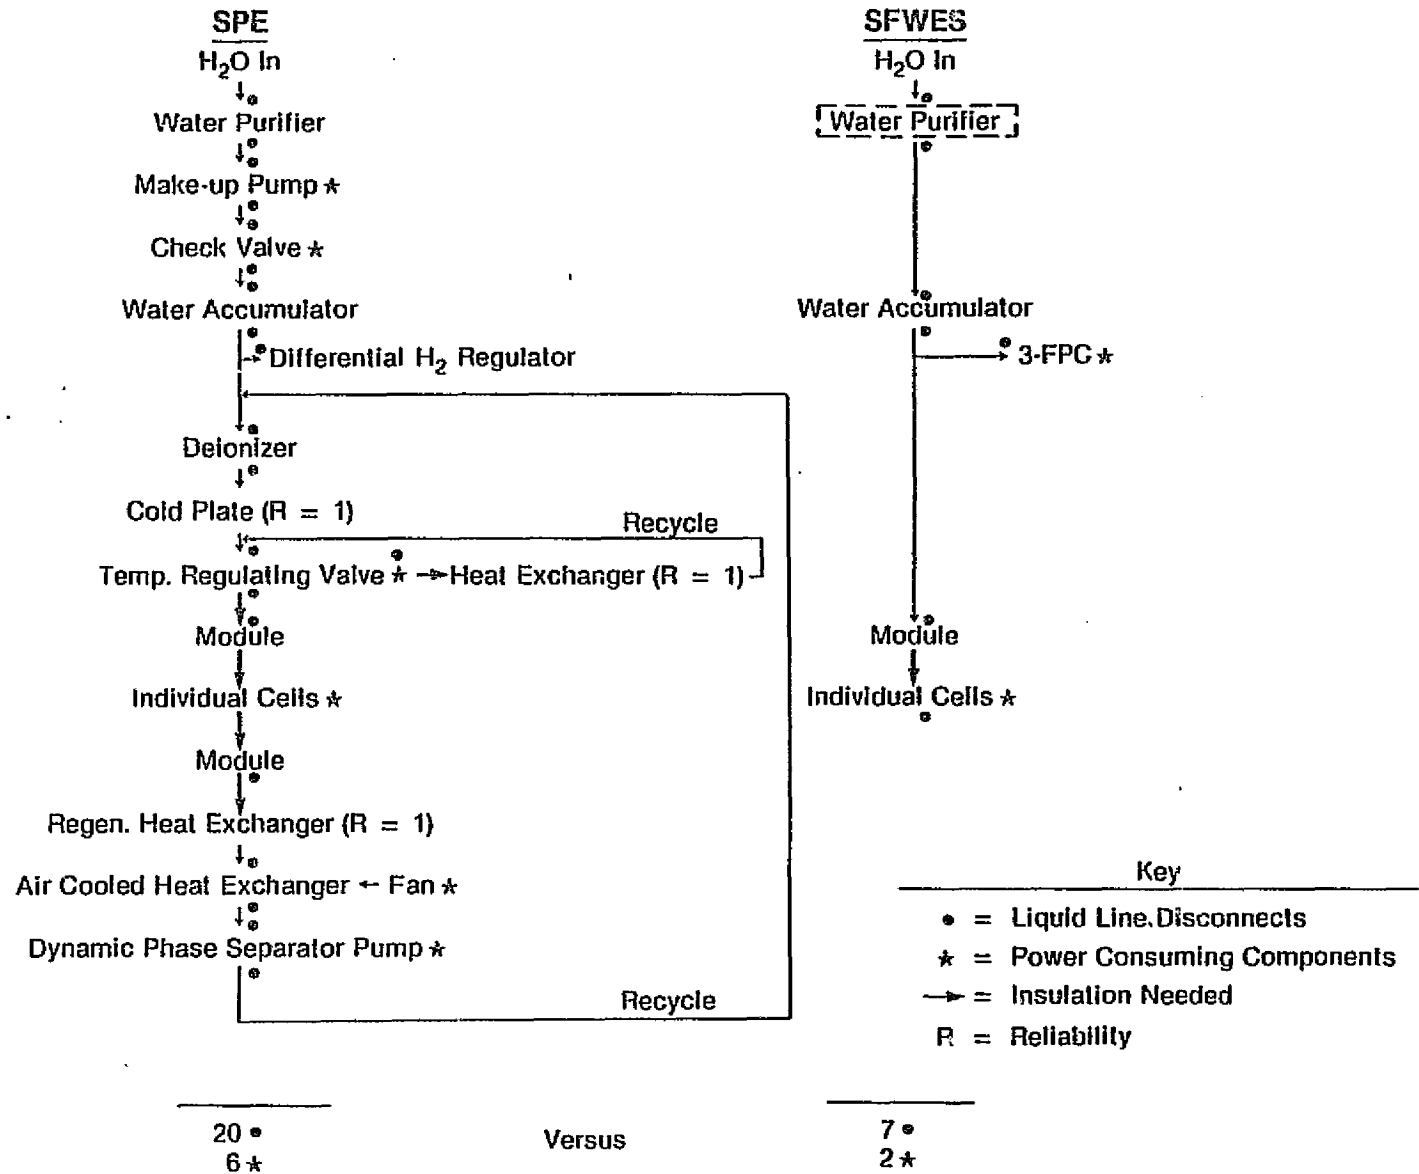 SPE
H2O In
Water Purifier
Make-up Pump ★
Check Valve ★
Water Accumulator
Differential H2 Regulator
Deionizer
Cold Plate (R = 1)
Recycle
Temp. Regulating Valve ★ → Heat Exchanger (R = 1)
Module
Individual Cells ★
Module
Regen. Heat Exchanger (R = 1)
Air Cooled Heat Exchanger ← Fan ★
Dynamic Phase Separator Pump ★
Recycle
20 •
6 ★
Versus
SFWES
H2O In
Water Purifier
Water Accumulator
3-FPC ★
Module
Individual Cells ★
7 •
2 ★
Key
• = Liquid Line Disconnects
★ = Power Consuming Components
→ = Insulation Needed
R = Reliability